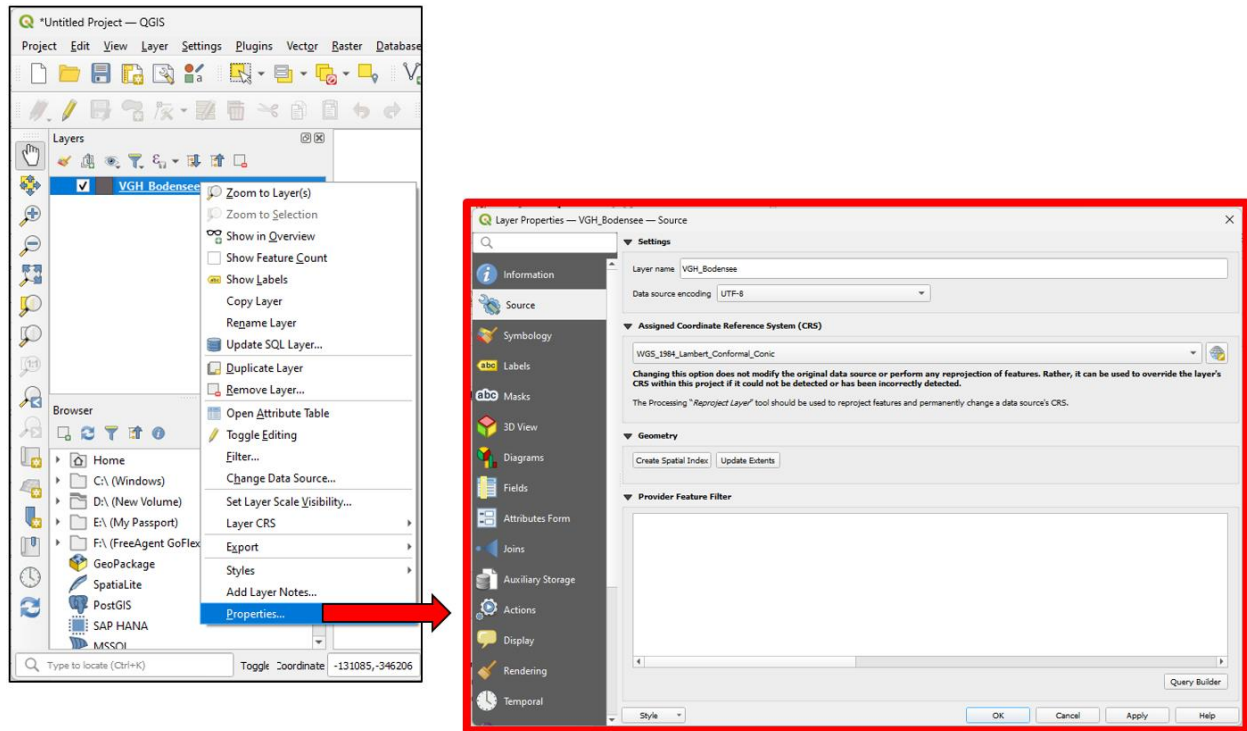 *Untitled Project — QGIS
Project Edit View Layer Settings Plugins Vector Raster Database
Layers
VGH_Bodensee
Zoom to Layer(s)
Zoom to Selection
Show in Overview
Show Feature Count
Show Labels
Copy Layer
Rename Layer
Update SQL Layer...
Duplicate Layer
Remove Layer...
Open Attribute Table
Toggle Editing
Filter...
Change Data Source...
Set Layer Scale Visibility...
Layer CRS
Export
Styles
Add Layer Notes...
Properties...
Browser
Home
C:\ (Windows)
D:\ (New Volume)
E:\ (My Passport)
F:\ (FreeAgent GoFlex
GeoPackage
SpatiaLite
PostGIS
SAP HANA
MSSQL
Type to locate (Ctrl+K)
Toggle Coordinate -131085,-346206
Layer Properties — VGH_Bodensee — Source
Information
Source
Symbology
abc Labels
abc Masks
3D View
Diagrams
Fields
Attributes Form
Joins
Auxiliary Storage
Actions
Display
Rendering
Temporal
Settings
Layer name VGH_Bodensee
Data source encoding UTF-8
Assigned Coordinate Reference System (CRS)
WGS_1984_Lambert_Conformal_Conic
Changing this option does not modify the original data source or perform any reprojection of features. Rather, it can be used to override the layer's
CRS within this project if it could not be detected or has been incorrectly detected.
The Processing "Reproject Layer" tool should be used to reproject features and permanently change a data source's CRS.
Geometry
Create Spatial Index Update Extents
Provider Feature Filter
Query Builder
Style OK Cancel Apply Help